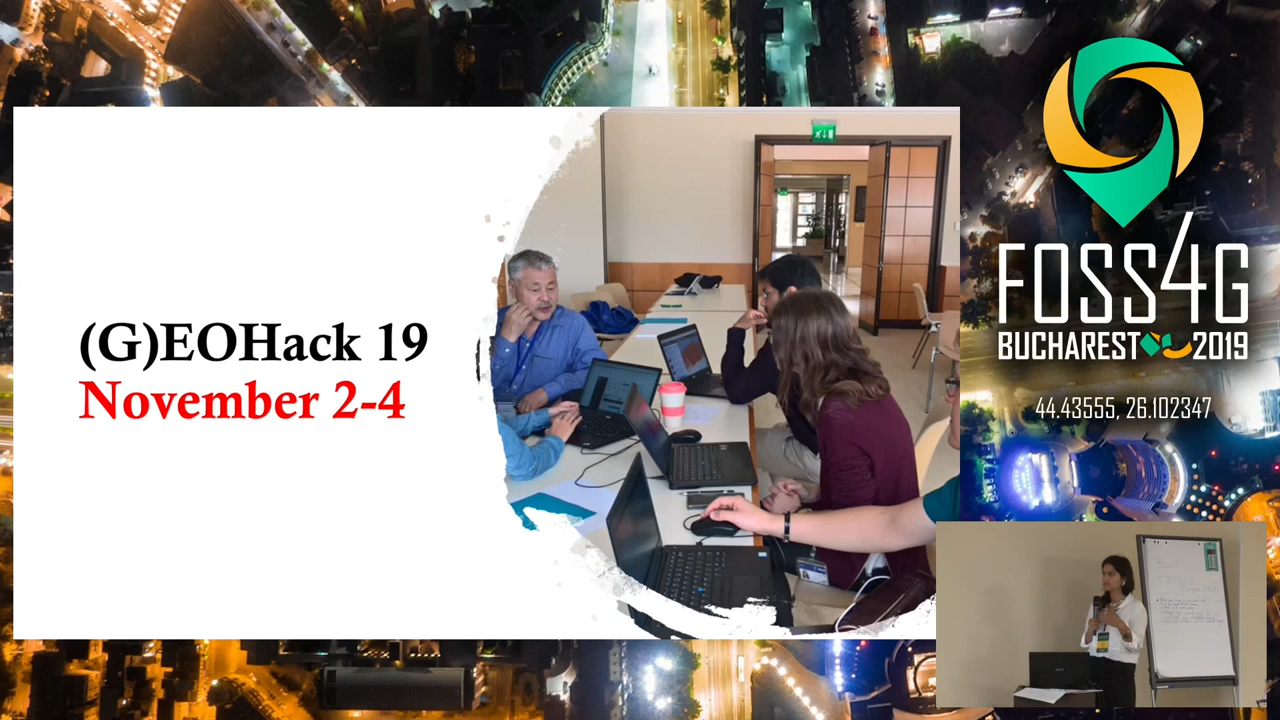 (G)EOHack 19
November 2-4
FOSS4G
BUCHAREST 2019
44.43555, 26.102347